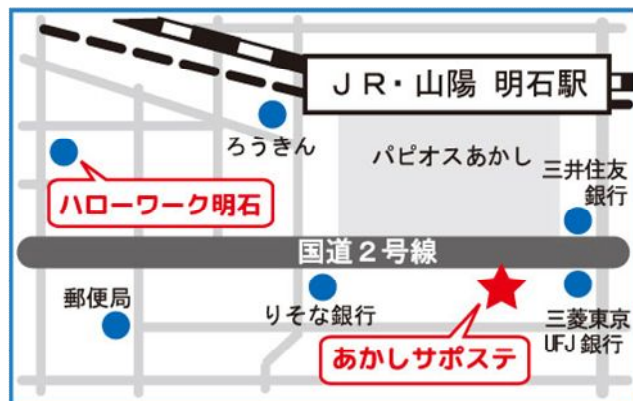 JR・山陽 明石駅
ろうきん
パピオスあかし
三井住友
銀行
ハローワーク明石
国道2号線
郵便局
りそな銀行
三菱東京
UFJ銀行
あかしサポステ